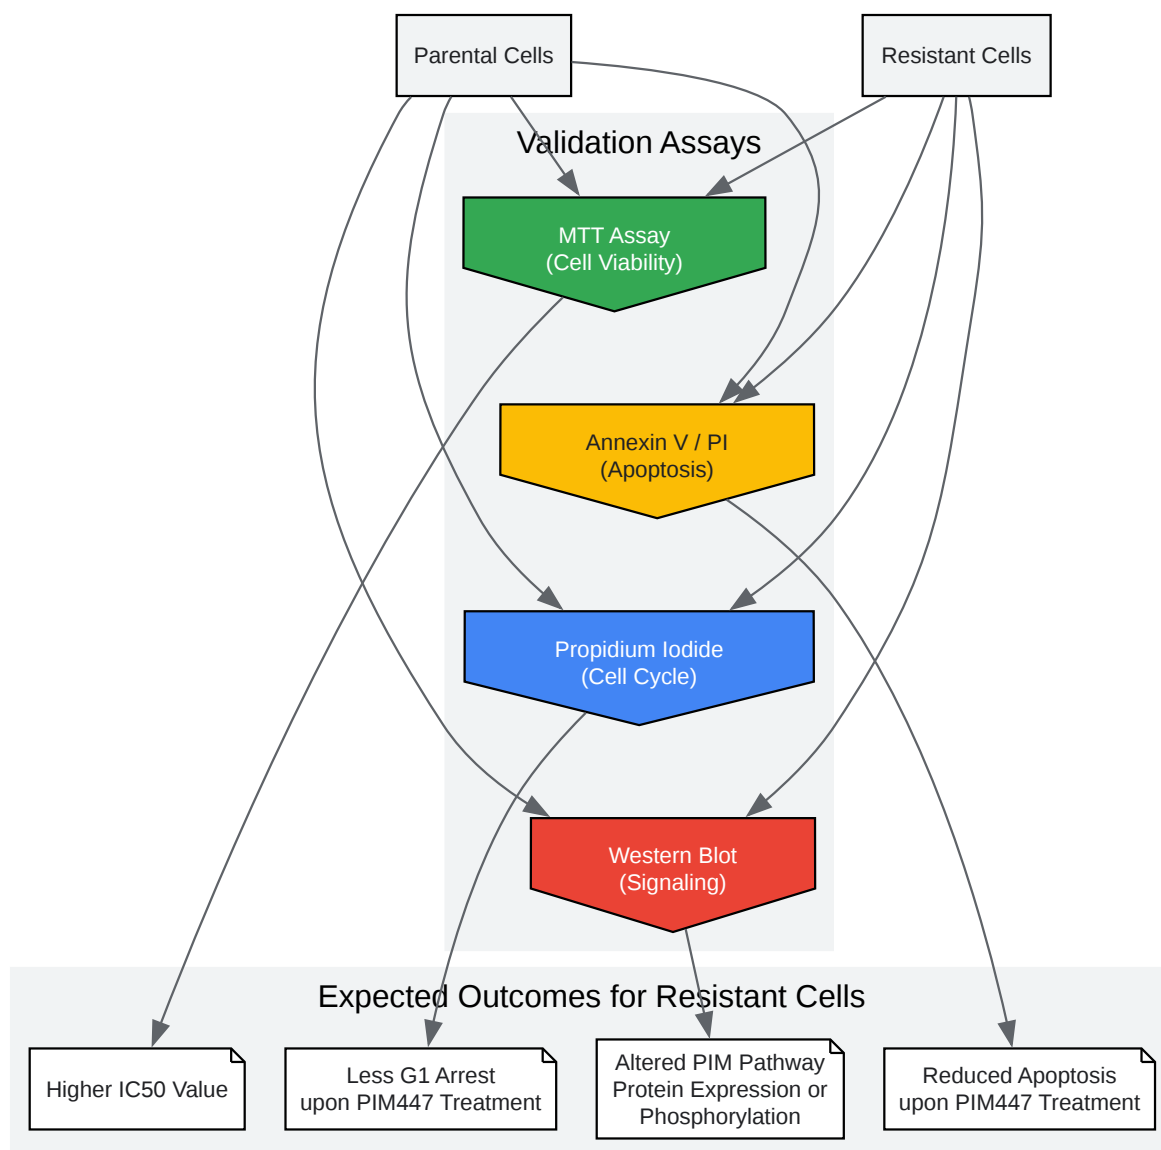 Parental Cells
Resistant Cells
Validation Assays
MTT Assay
(Cell Viability)
Annexin V / PI
(Apoptosis)
Propidium Iodide
(Cell Cycle)
Western Blot
(Signaling)
Expected Outcomes for Resistant Cells
Higher IC50 Value
Less G1 Arrest
upon PIM447 Treatment
Altered PIM Pathway
Protein Expression or
Phosphorylation
Reduced Apoptosis
upon PIM447 Treatment